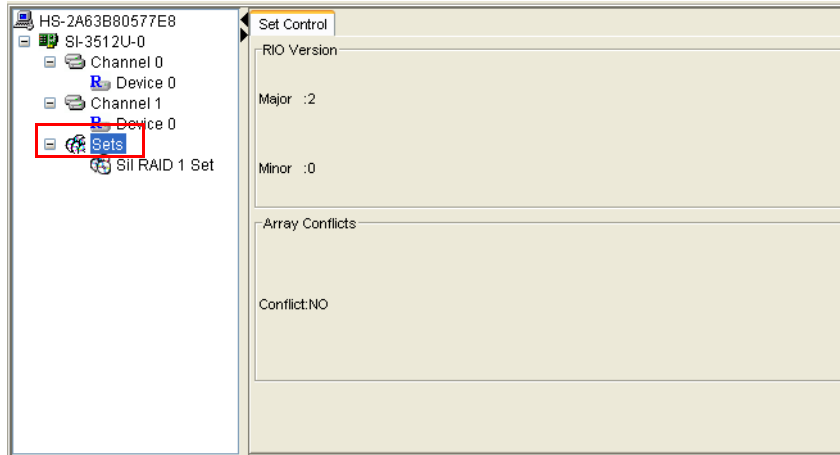 HS-2A63B80577E8
SI-3512U-0
Channel 0
R Device 0
Channel 1
R Device 0
Sets
SiI RAID 1 Set
Set Control
RIO Version
Major :2
Minor :0
Array Conflicts
Conflict:NO